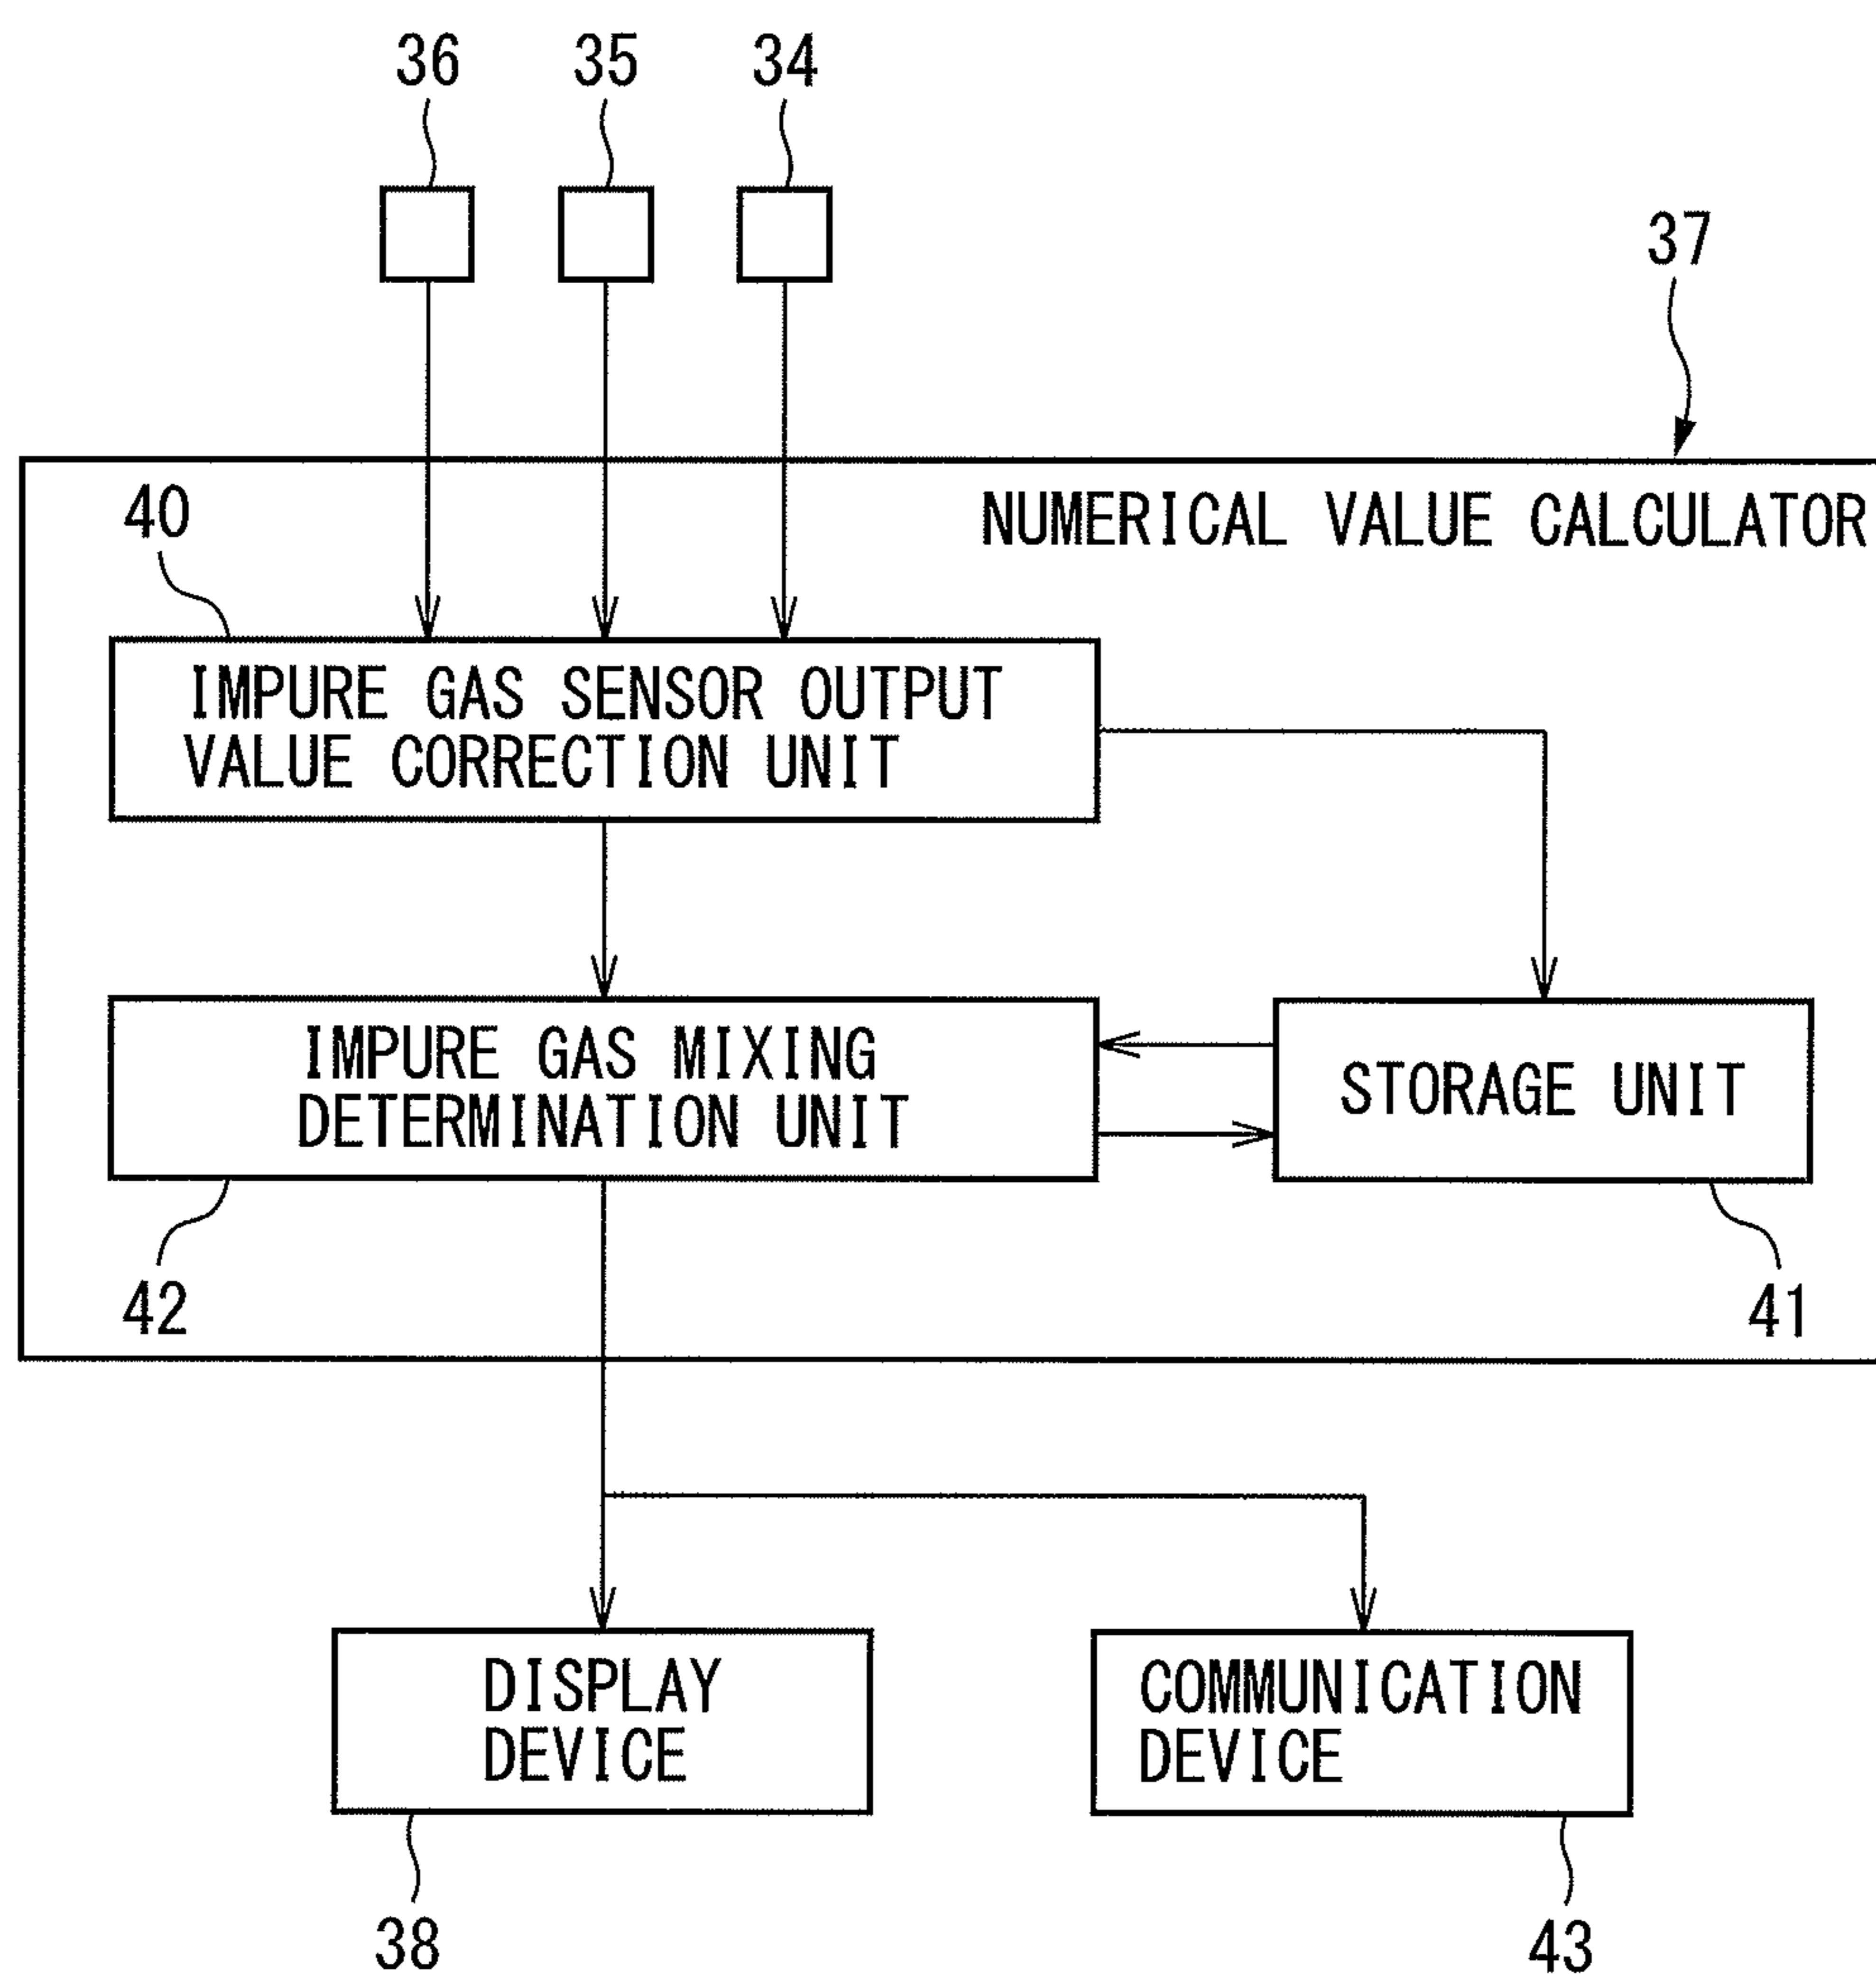 36 35 34
37
NUMERICAL VALUE CALCULATOR
40
IMPURE GAS SENSOR OUTPUT
VALUE CORRECTION UNIT
IMPURE GAS MIXING
DETERMINATION UNIT
STORAGE UNIT
42
41
DISPLAY
DEVICE
COMMUNICATION
DEVICE
38
43